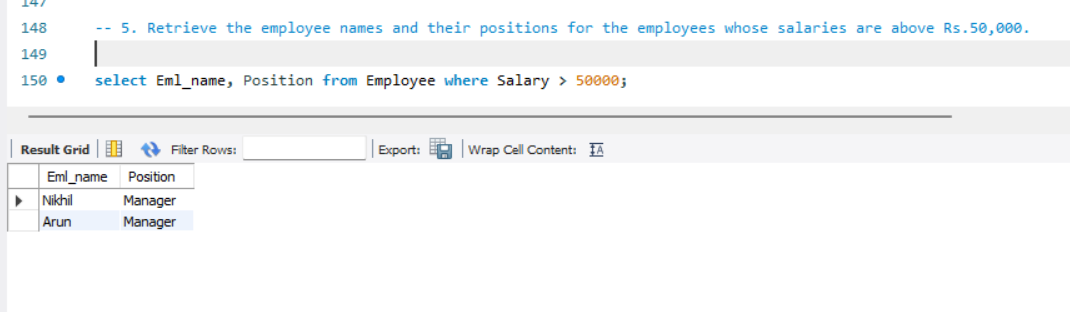 147
148 -- 5. Retrieve the employee names and their positions for the employees whose salaries are above Rs.50,000.
149
150 select Eml_name, Position from Employee where Salary > 50000;
Result Grid Filter Rows: Export: Wrap Cell Content: IA
Eml_name Position
Nikhil Manager
Arun Manager